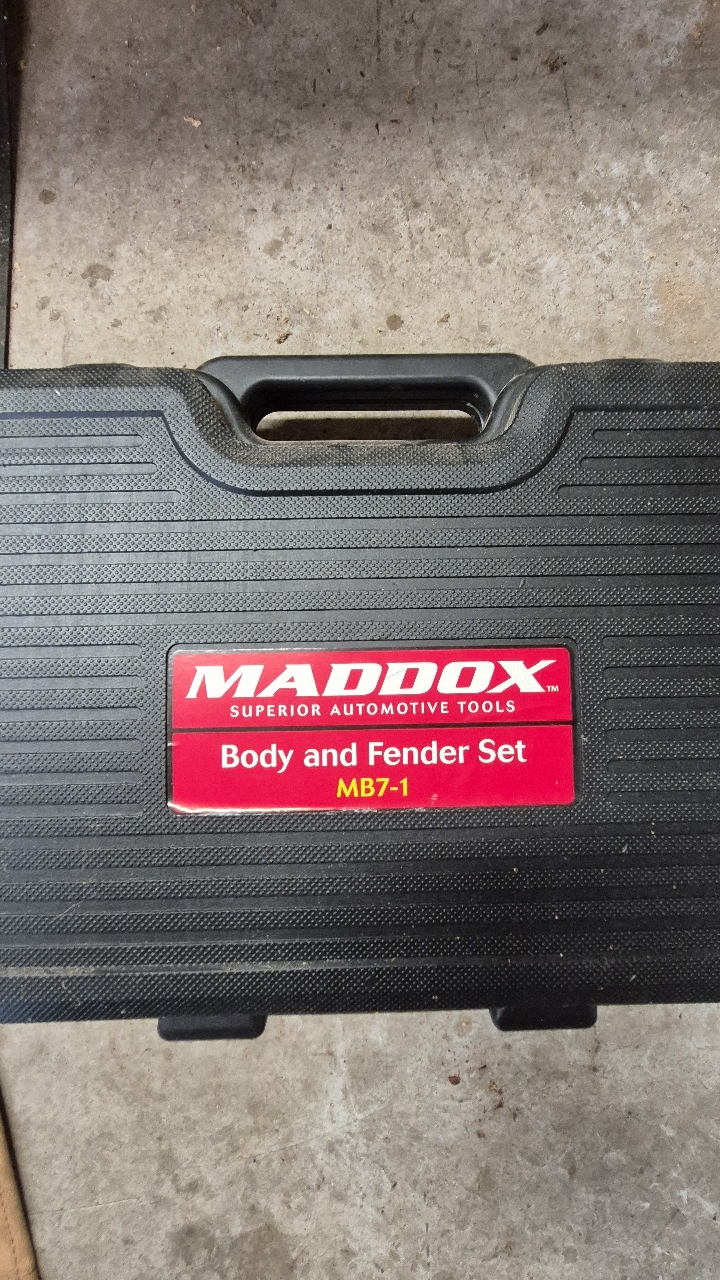 MADDOX™
SUPERIOR AUTOMOTIVE TOOLS
Body and Fender Set
MB7-1